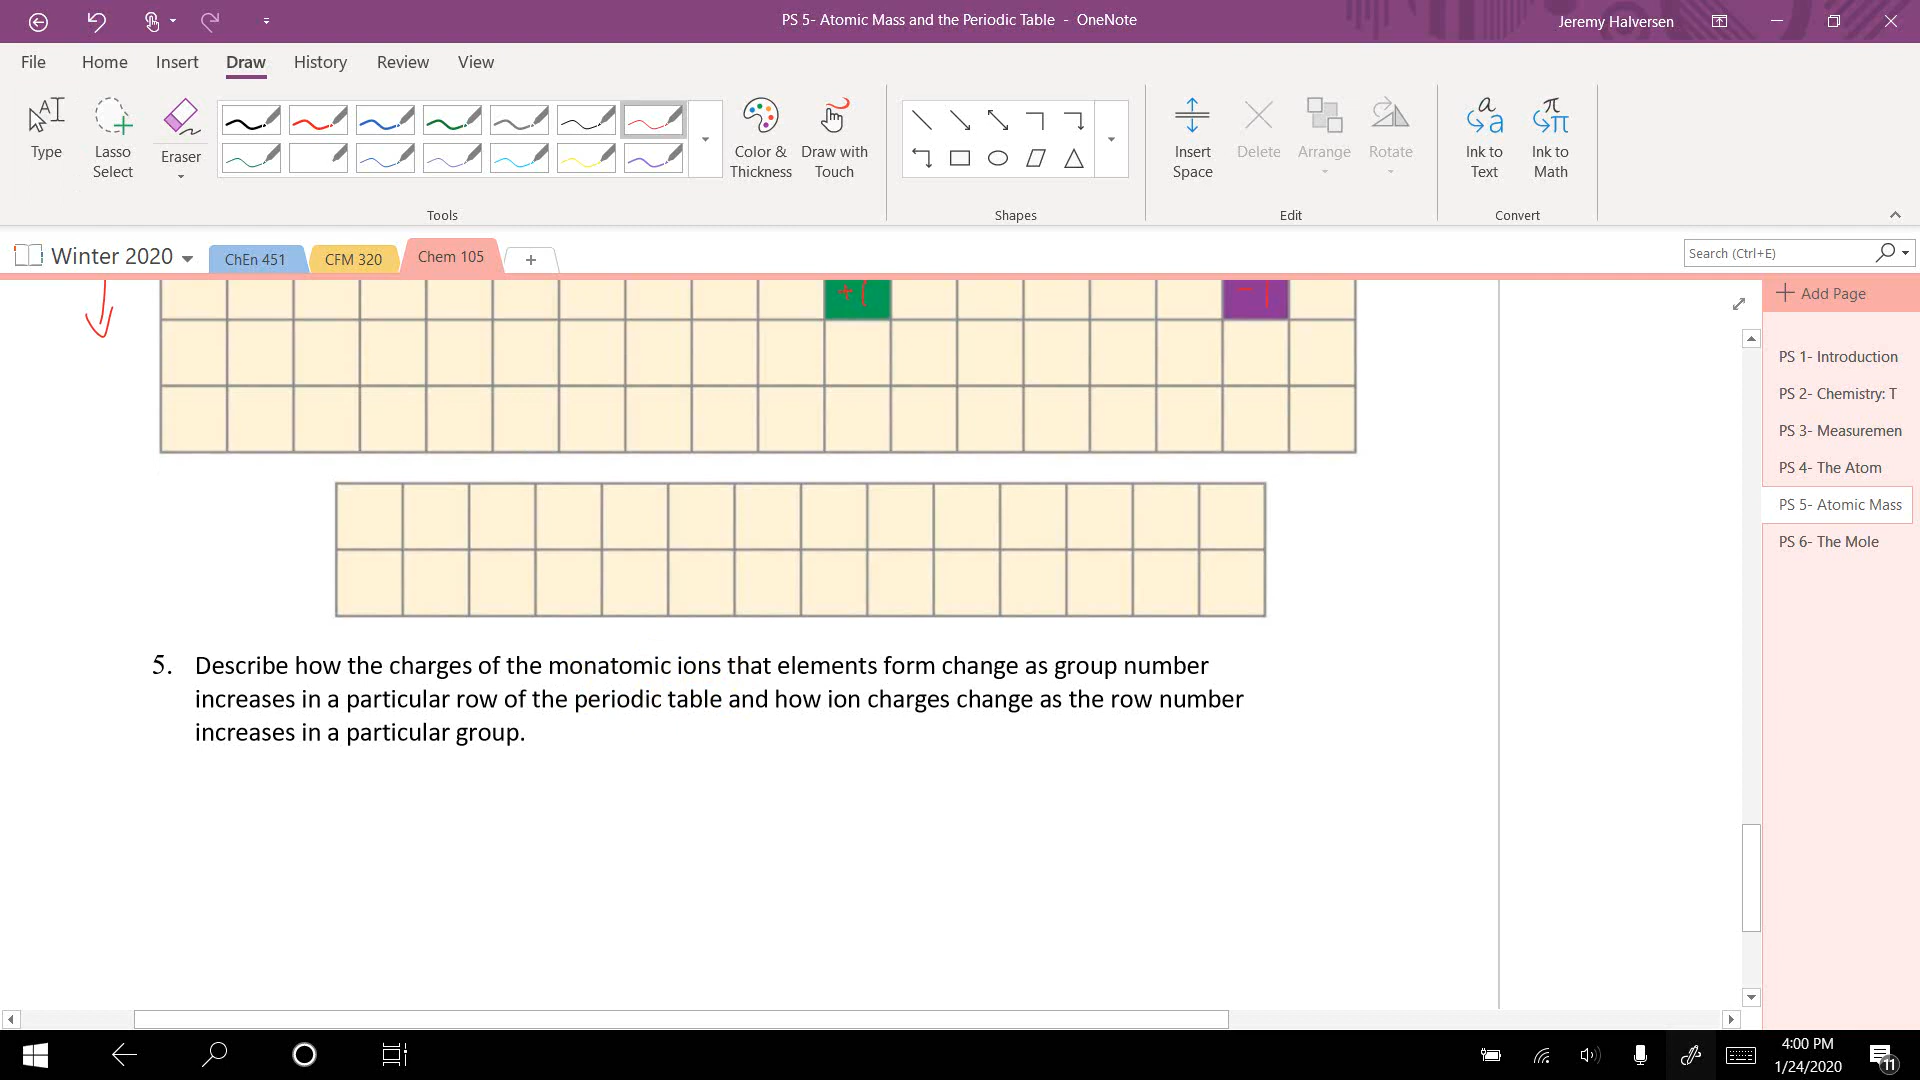 PS 5- Atomic Mass and the Periodic Table - OneNote
Jeremy Halversen
File Home Insert Draw History Review View
Type
Lasso Select
Eraser
Color & Thickness
Draw with Touch
Insert Space
Delete
Arrange
Rotate
Ink to Text
Ink to Math
Tools
Shapes
Edit
Convert
Winter 2020
ChEn 451
CFM 320
Chem 105
Search (Ctrl+E)
Add Page
PS 1- Introduction
PS 2- Chemistry: T
PS 3- Measuremen
PS 4- The Atom
PS 5- Atomic Mass
PS 6- The Mole
+1
-1
5. Describe how the charges of the monatomic ions that elements form change as group number
increases in a particular row of the periodic table and how ion charges change as the row number
increases in a particular group.
4:00 PM
1/24/2020
11